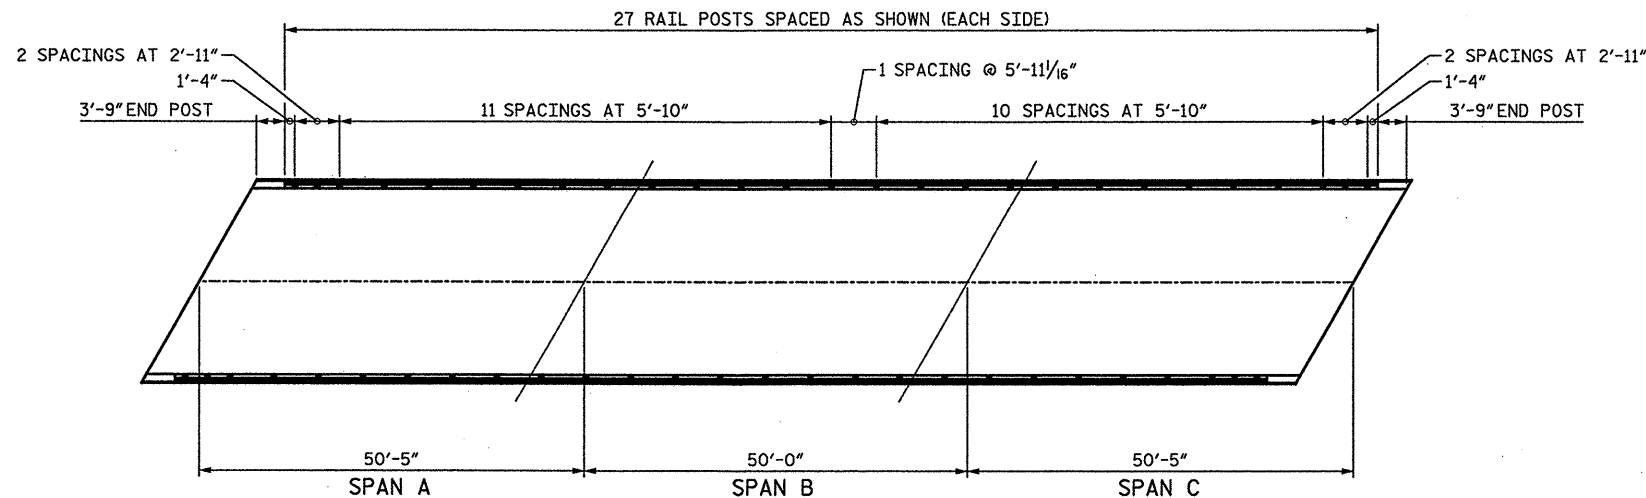 27 RAIL POSTS SPACED AS SHOWN (EACH SIDE)
2 SPACINGS AT 2'-11"
1'-4"
3'-9" END POST
11 SPACINGS AT 5'-10"
1 SPACING @ 5'-11 1/16"
10 SPACINGS AT 5'-10"
2 SPACINGS AT 2'-11"
1'-4"
3'-9" END POST
50'-5"
50'-0"
50'-5"
SPAN A
SPAN B
SPAN C